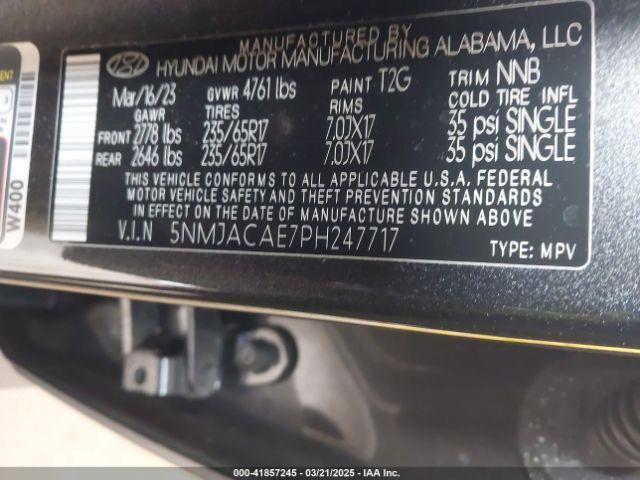 MANUFACTURED BY
HYUNDAI MOTOR MANUFACTURING ALABAMA, LLC
Mar/16/23 GVWR 4761 lbs PAINT T2G TRIM NNB
GAWR TIRES RIMS COLD TIRE INFL
FRONT 2778 lbs 235/65R17 7.0JX17 35 psi SINGLE
REAR 2646 lbs 235/65R17 7.0JX17 35 psi SINGLE
THIS VEHICLE CONFORMS TO ALL APPLICABLE U.S.A. FEDERAL
MOTOR VEHICLE SAFETY AND THEFT PREVENTION STANDARDS
IN EFFECT ON THE DATE OF MANUFACTURE SHOWN ABOVE
V.I.N 5NMJACAE7PH247717
TYPE: MPV
W400
000-41857245 - 03/21/2025 - IAA Inc.